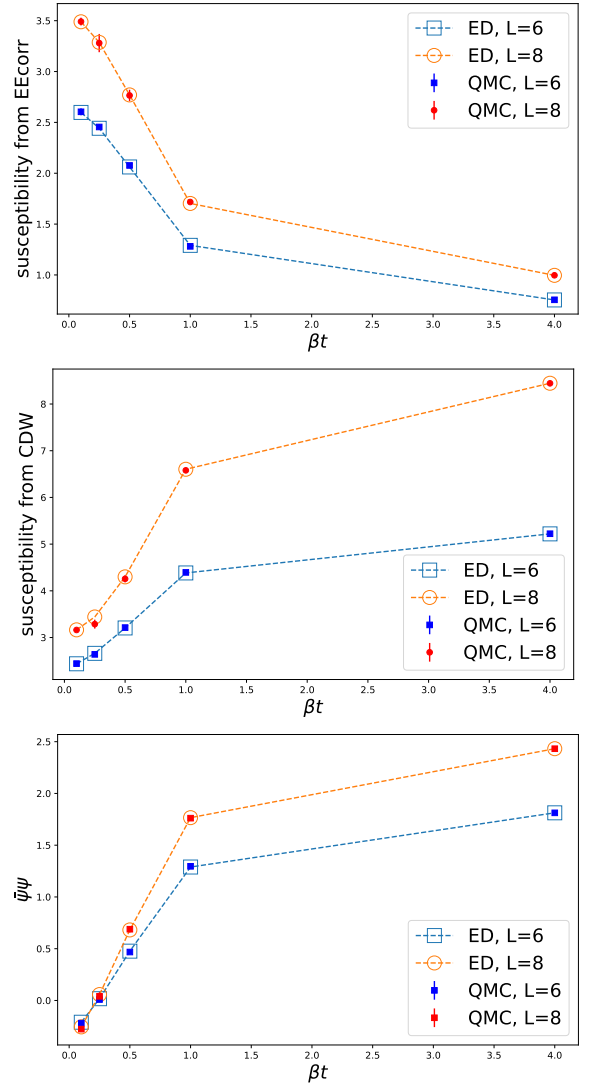 susceptibility from EEcorr
3.5
3.0
2.5
2.0
1.5
1.0
0.0 0.5 1.0 1.5 2.0 2.5 3.0 3.5 4.0
βt
ED, L=6
ED, L=8
QMC, L=6
QMC, L=8
susceptibility from CDW
8
7
6
5
4
3
0.0 0.5 1.0 1.5 2.0 2.5 3.0 3.5 4.0
βt
ED, L=6
ED, L=8
QMC, L=6
QMC, L=8
ψ̄ψ
2.5
2.0
1.5
1.0
0.5
0.0
0.0 0.5 1.0 1.5 2.0 2.5 3.0 3.5 4.0
βt
ED, L=6
ED, L=8
QMC, L=6
QMC, L=8